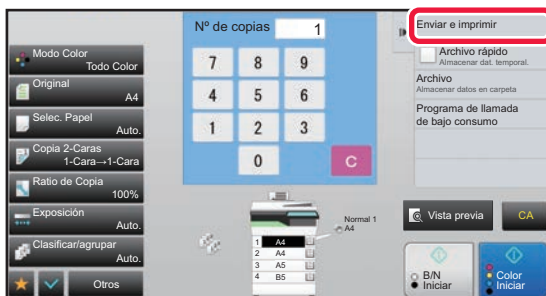 Nº de copias 1
Enviar e imprimir
Archivo rápido
Almacenar dat. temporal.
Archivo
Almacenar datos en carpeta
Programa de llamada
de bajo consumo
Modo Color
Todo Color
Original
A4
Selec. Papel
Auto.
Copia 2-Caras
1-Cara→1-Cara
Ratio de Copia
100%
Exposición
Auto.
Clasificar/agrupar
Auto.
Otros
7 8 9
4 5 6
1 2 3
0 C
Normal 1
A4
1 A4
2 A4
3 A5
4 B5
Vista previa
CA
B/N
Iniciar
Color
Iniciar